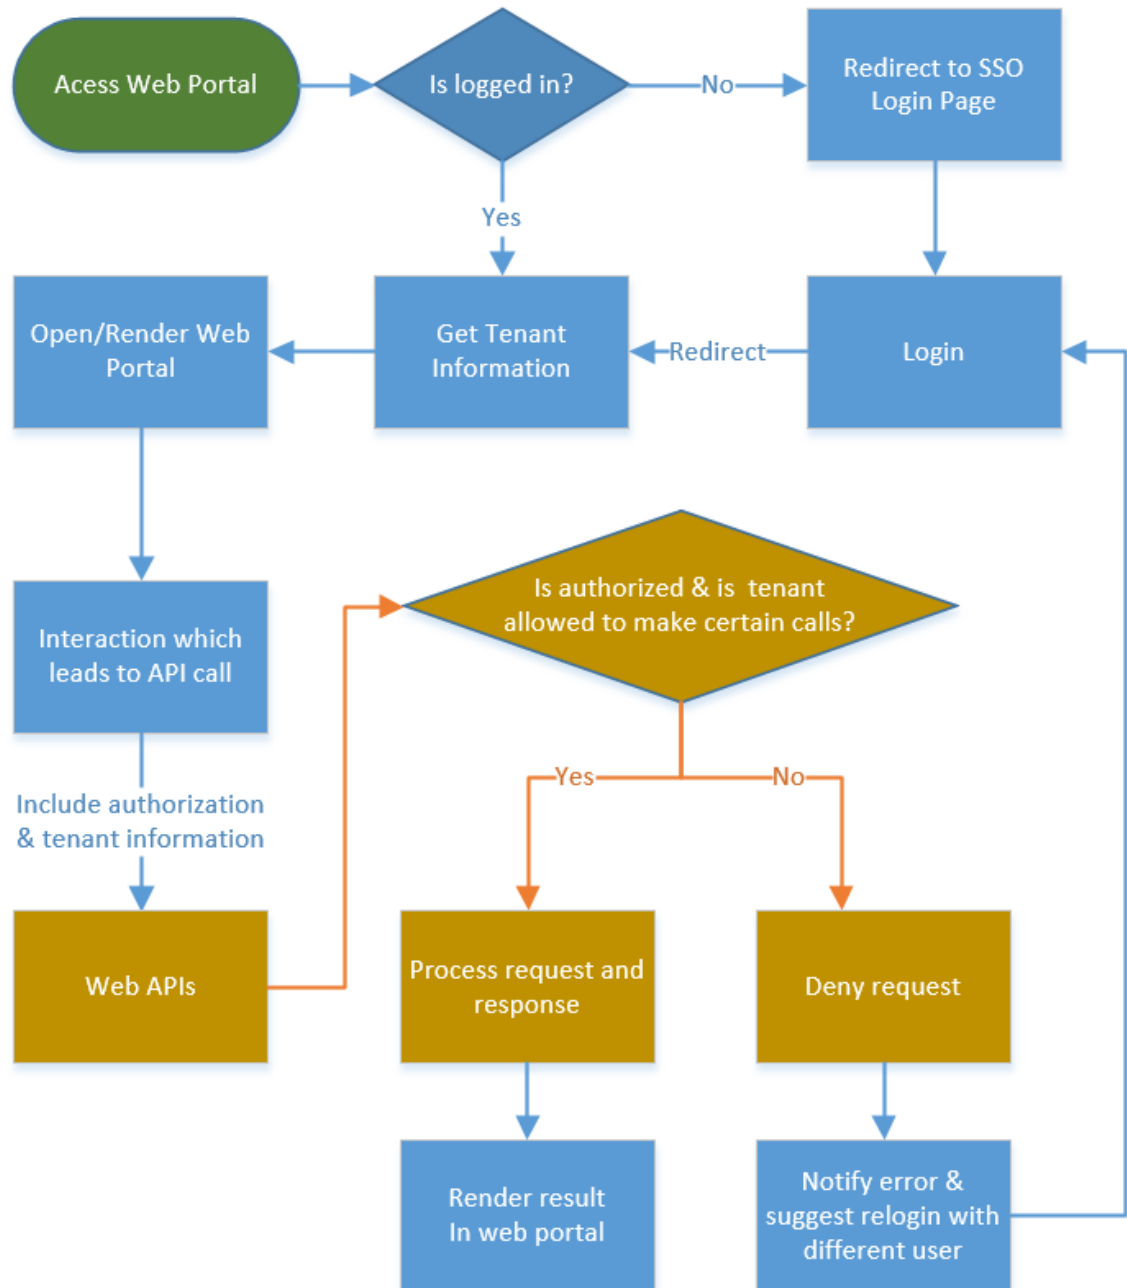 Acess Web Portal
Is logged in?
No
Redirect to SSO
Login Page
Yes
Open/Render Web
Portal
Get Tenant
Information
Redirect
Login
Is authorized & is tenant
allowed to make certain calls?
Interaction which
leads to API call
Yes
No
Include authorization
& tenant information
Web APIs
Process request and
response
Deny request
Render result
In web portal
Notify error &
suggest relogin with
different user